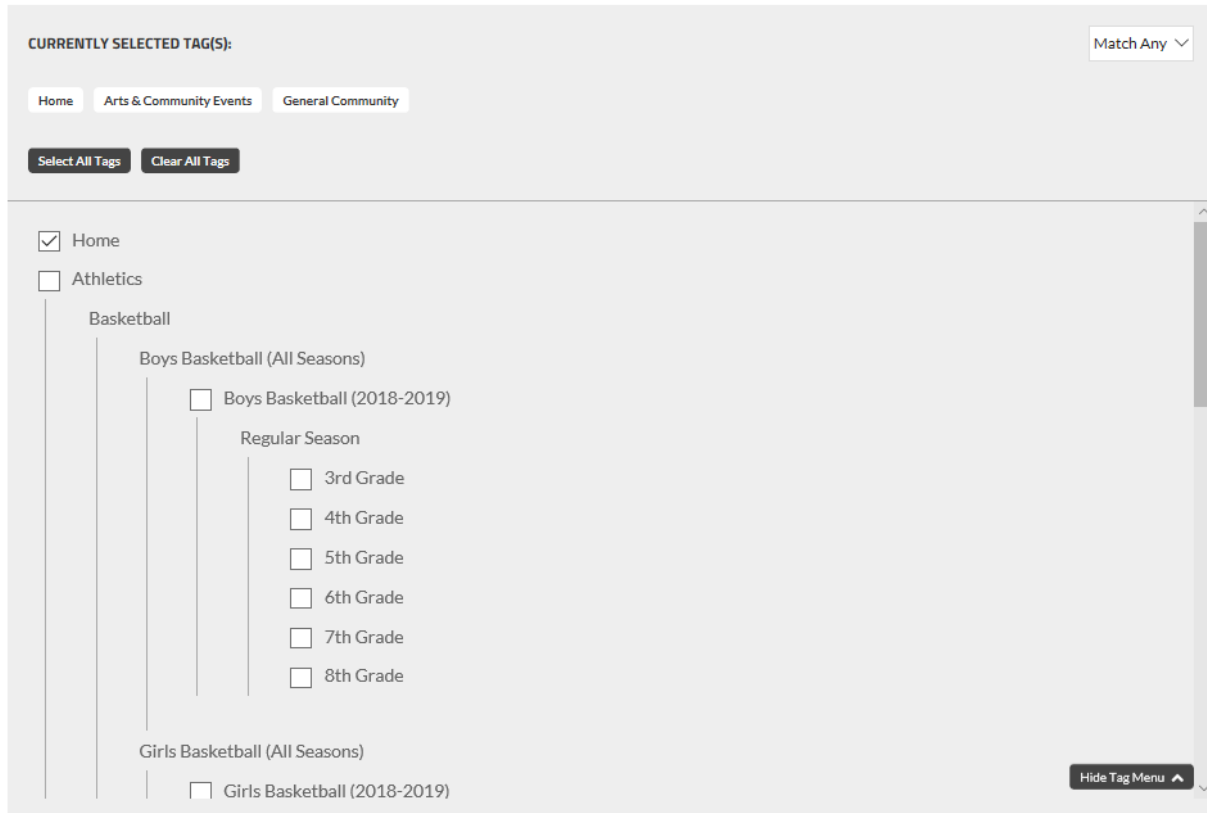 CURRENTLY SELECTED TAG(S):
Match Any
Home Arts & Community Events General Community
Select All Tags Clear All Tags
Home
Athletics
Basketball
Boys Basketball (All Seasons)
Boys Basketball (2018-2019)
Regular Season
3rd Grade
4th Grade
5th Grade
6th Grade
7th Grade
8th Grade
Girls Basketball (All Seasons)
Hide Tag Menu
Girls Basketball (2018-2019)